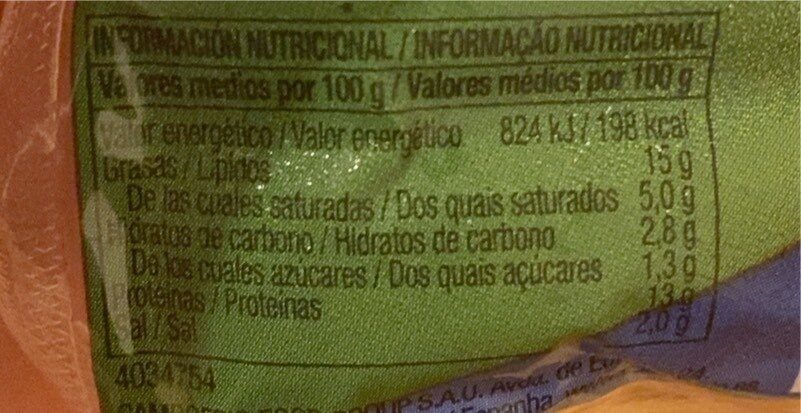 INFORMACIÓN NUTRICIONAL / INFORMAÇÃO NUTRICIONAL
Valores medios por 100 g / Valores médios por 100 g
Valor energético / Valor energético 824 kJ / 198 kcal
Grasas / Lípidos 15 g
De las cuales saturadas / Dos quais saturados 5,0 g
Hidratos de carbono / Hidratos de carbono 2,8 g
De los cuales azúcares / Dos quais açúcares 1,3 g
Proteínas / Proteínas 13 g
Sal / Sal 2,0 g
4034754
S.A.U. Avda. de